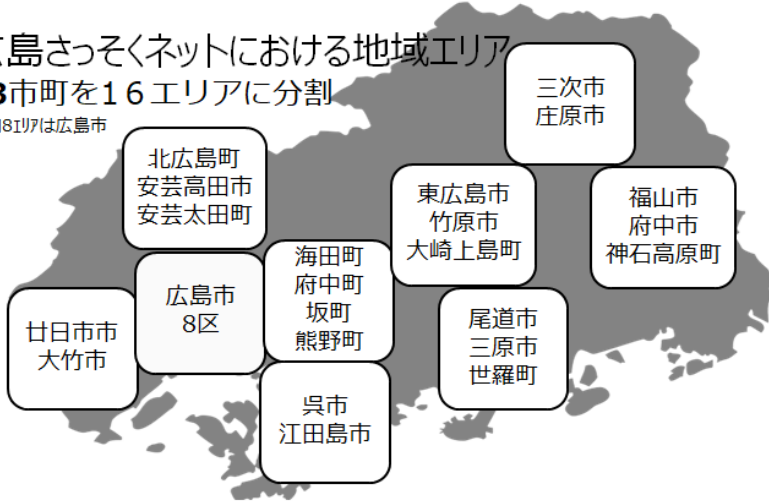 島さっそくネットにおける地域エリア
3市町を1６エリアに分割
8ｴﾘｱは広島市
三次市
庄原市
北広島町
安芸高田市
安芸太田町
東広島市
竹原市
大崎上島町
福山市
府中市
神石高原町
海田町
府中町
坂町
熊野町
広島市
8区
廿日市市
大竹市
尾道市
三原市
世羅町
呉市
江田島市